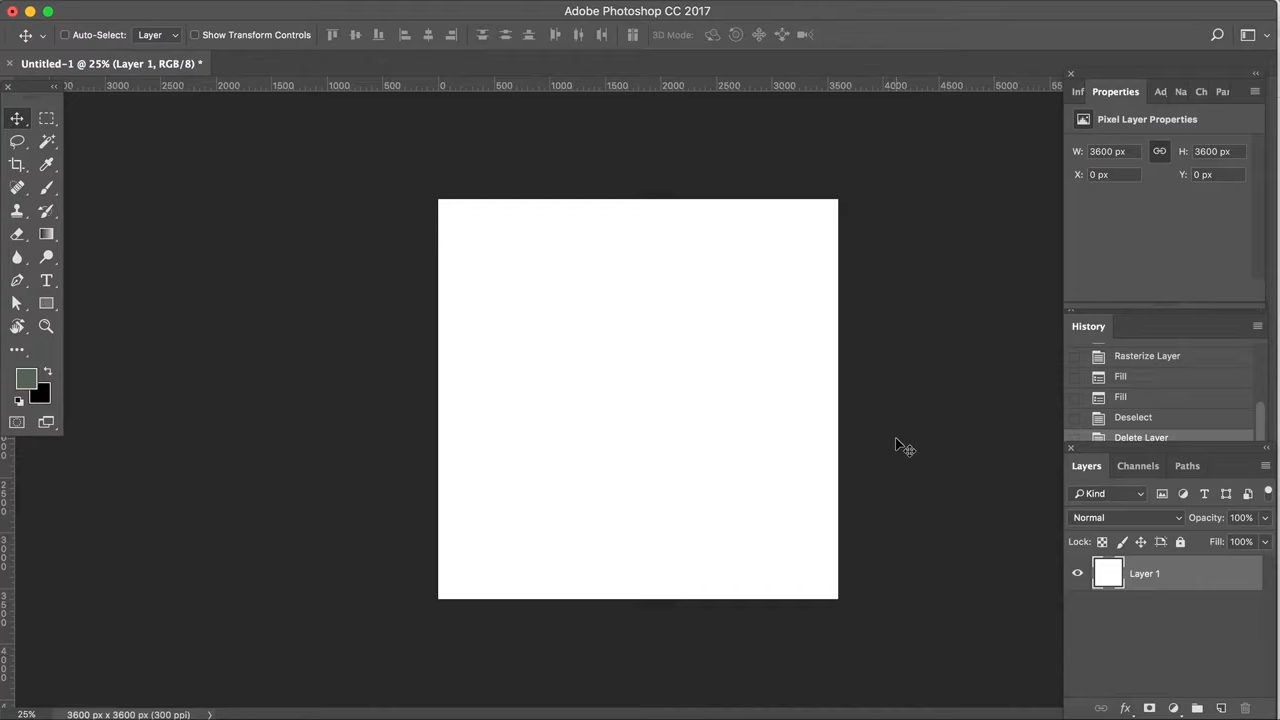 Adobe Photoshop CC 2017
Auto-Select: Layer Show Transform Controls 3D Mode:
Untitled-1 @ 25% (Layer 1, RGB/8) *
3000 2500 2000 1500 1000 500 0 500 1000 1500 2000 2500 3000 3500 4000 4500 5000
Inf Properties Ad Na Ch Par
Pixel Layer Properties
W: 3600 px H: 3600 px
X: 0 px Y: 0 px
History
Rasterize Layer
Fill
Fill
Deselect
Delete Layer
Layers Channels Paths
Kind
Normal Opacity: 100%
Lock: Fill: 100%
Layer 1
25% 3600 px x 3600 px (300 ppi)